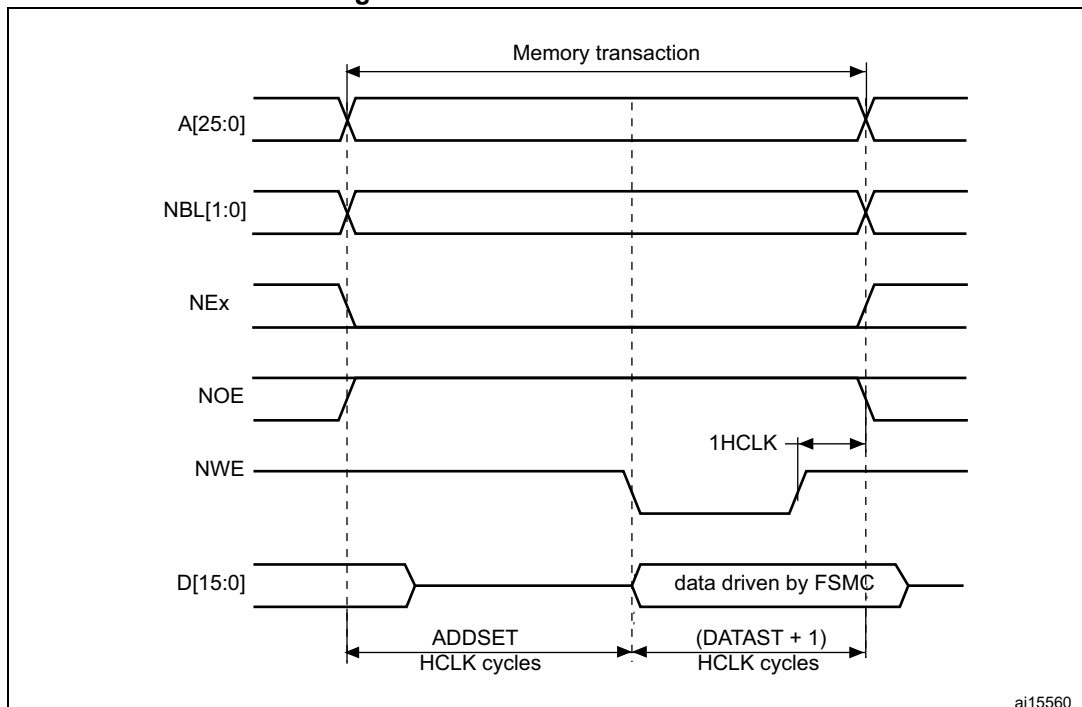 Memory transaction
A[25:0]
NBL[1:0]
NEx
NOE
1HCLK
NWE
D[15:0]
data driven by FSMC
ADDSET
HCLK cycles
(DATAST + 1)
HCLK cycles
ai15560